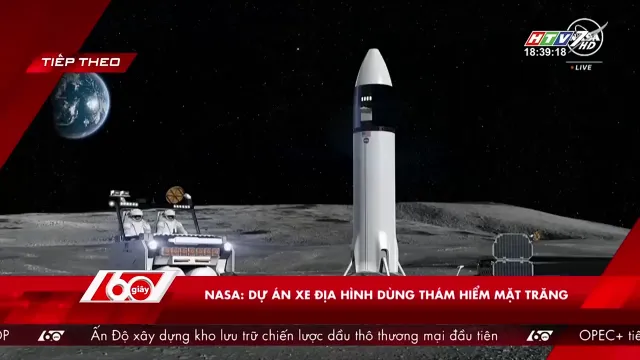 TIẾP THEO
HTV7
HD
18:39:18
LIVE
60
giây
NASA: DỰ ÁN XE ĐỊA HÌNH DÙNG THÁM HIỂM MẶT TRĂNG
60
Ấn Độ xây dựng kho lưu trữ chiến lược dầu thô thương mại đầu tiên
60
OPEC+ tiế